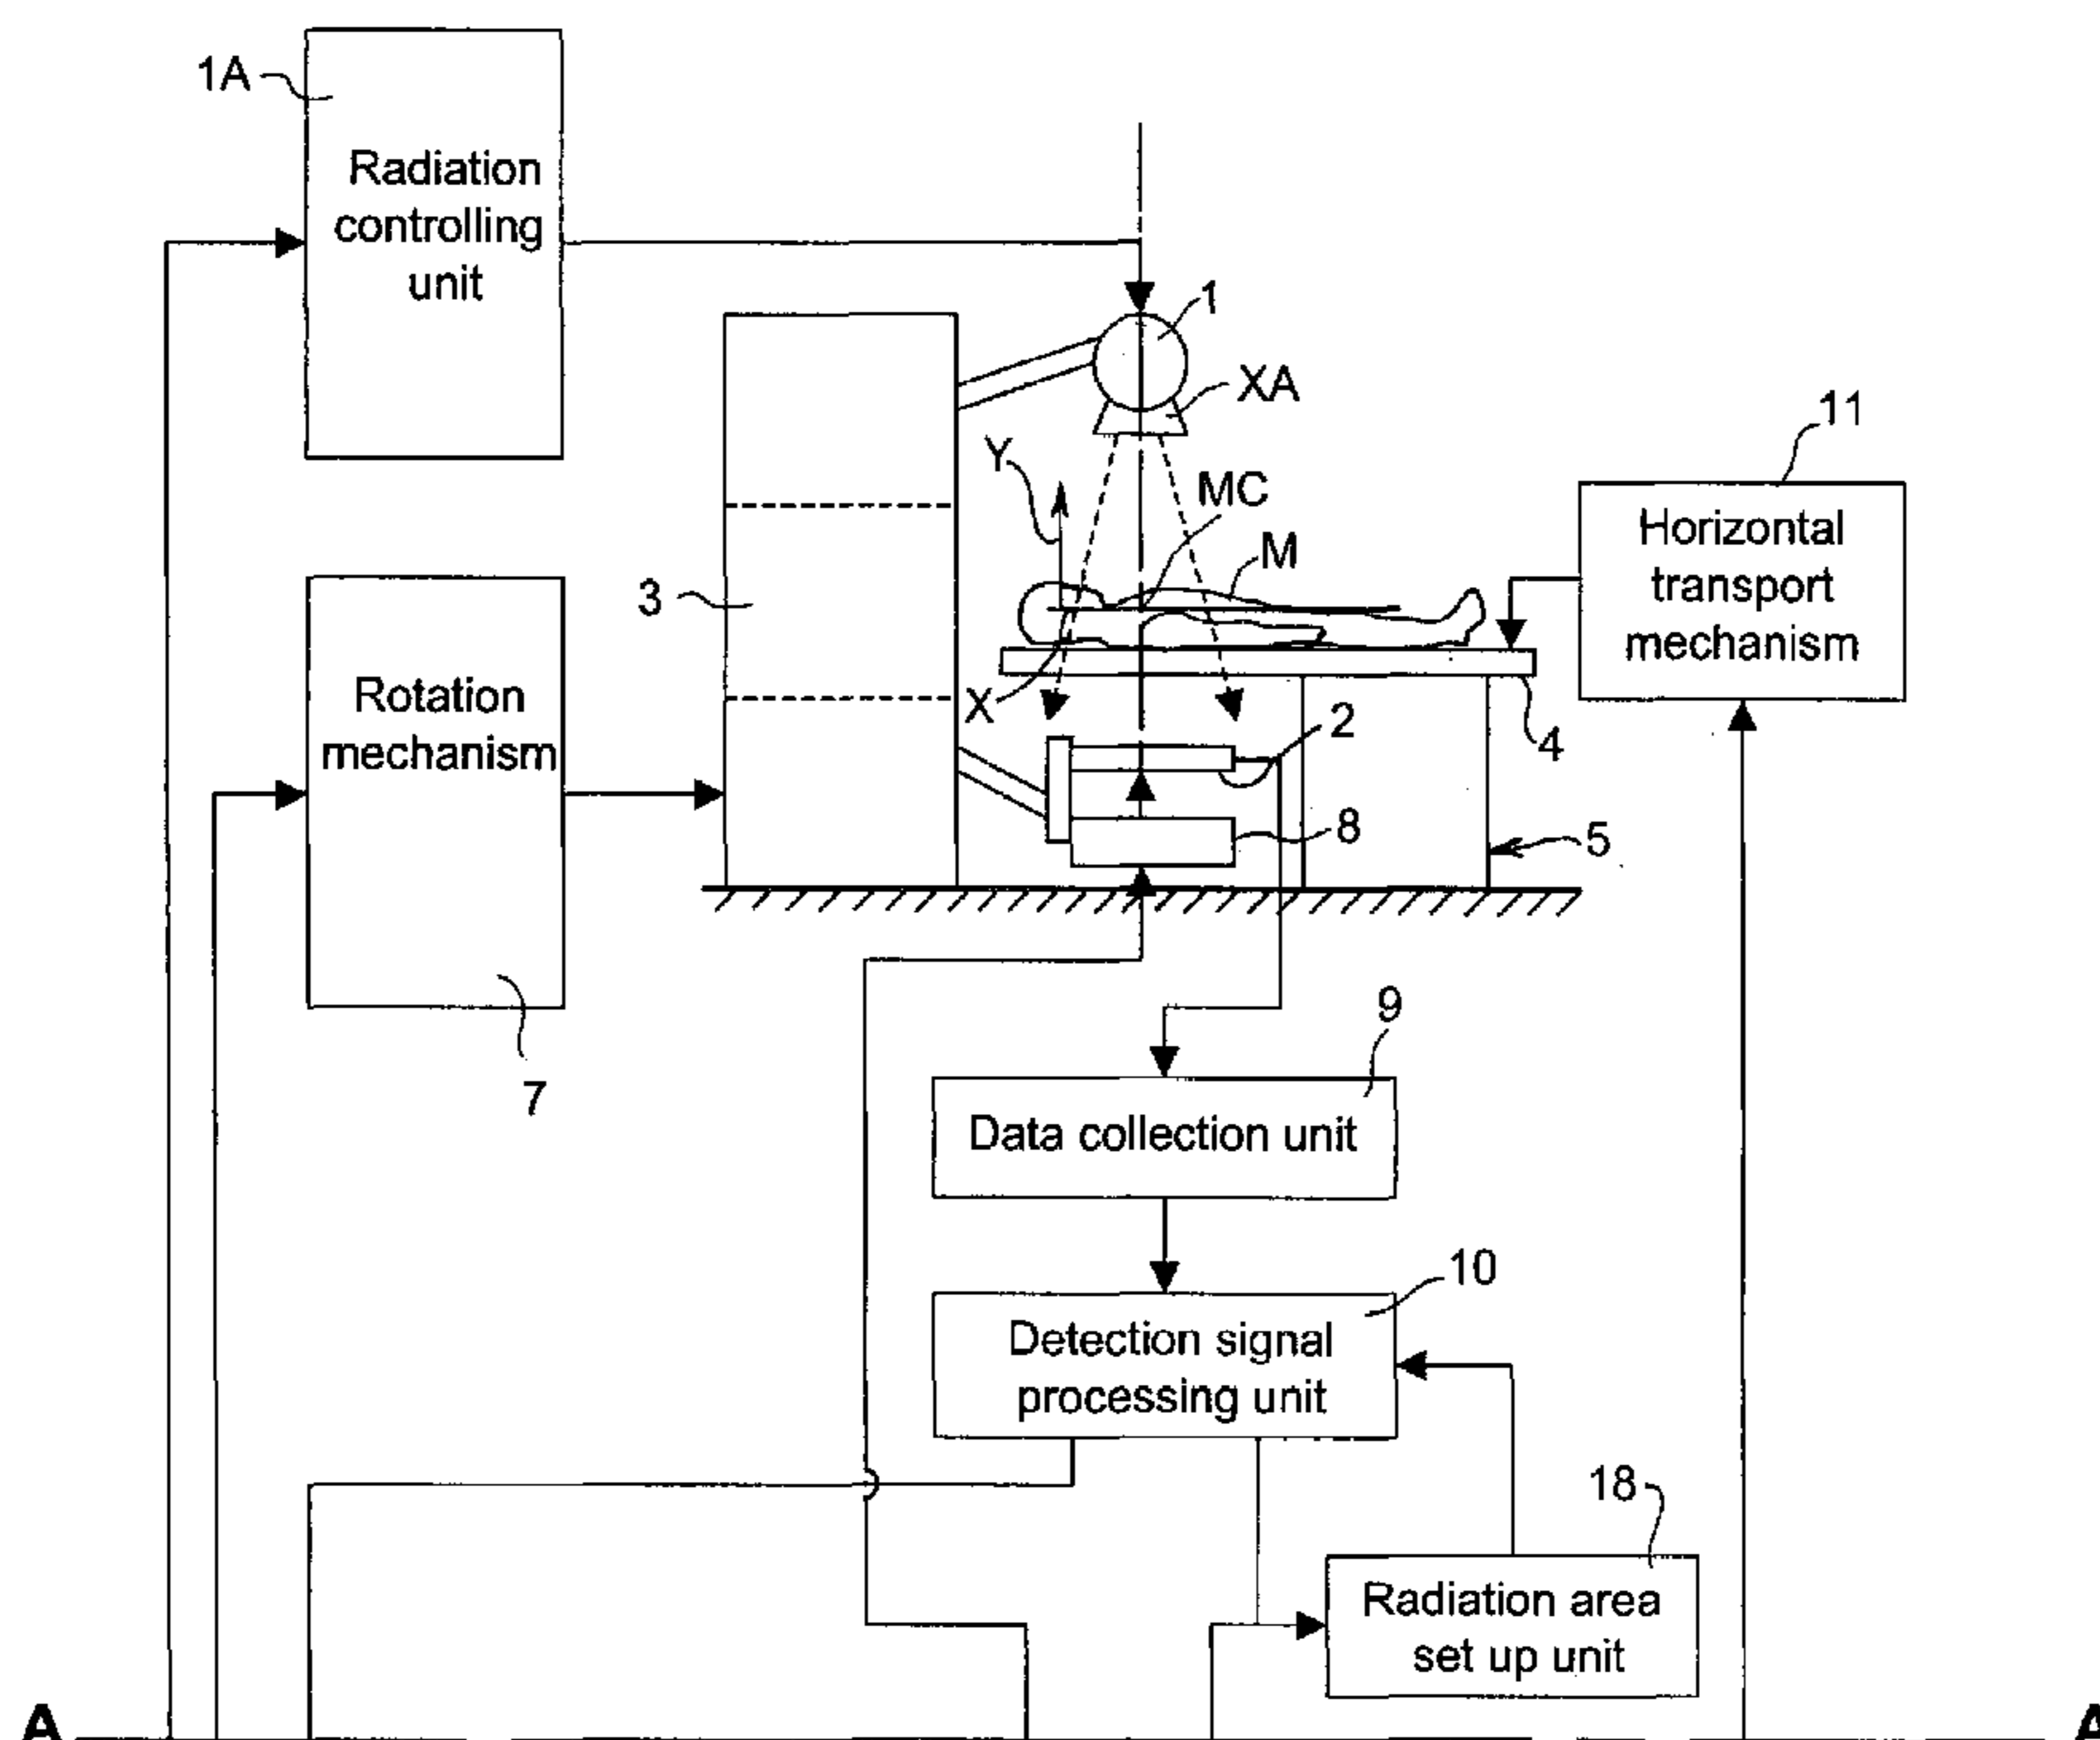 1A
Radiation
controlling
unit
1
XA
11
Y
MC
Horizontal
transport
mechanism
M
3
Rotation
mechanism
X
2
4
8
5
7
9
Data collection unit
10
Detection signal
processing unit
18
Radiation area
set up unit
A
A